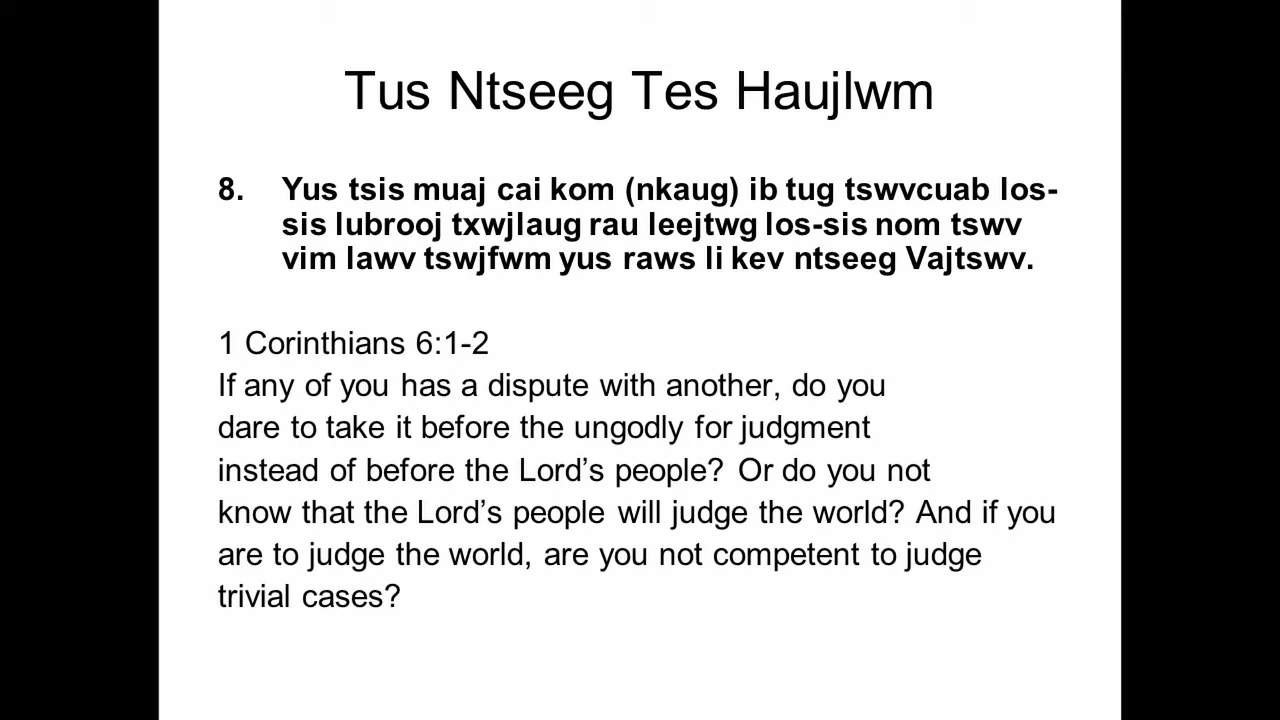 Tus Ntseeg Tes Haujlwm
8. Yus tsis muaj cai kom (nkaug) ib tug tswvcuab los-
sis lubrooj txwjlaug rau leejtwg los-sis nom tswv
vim lawv tswjfwm yus raws li kev ntseeg Vajtswv.
1 Corinthians 6:1-2
If any of you has a dispute with another, do you
dare to take it before the ungodly for judgment
instead of before the Lord’s people? Or do you not
know that the Lord’s people will judge the world? And if you
are to judge the world, are you not competent to judge
trivial cases?